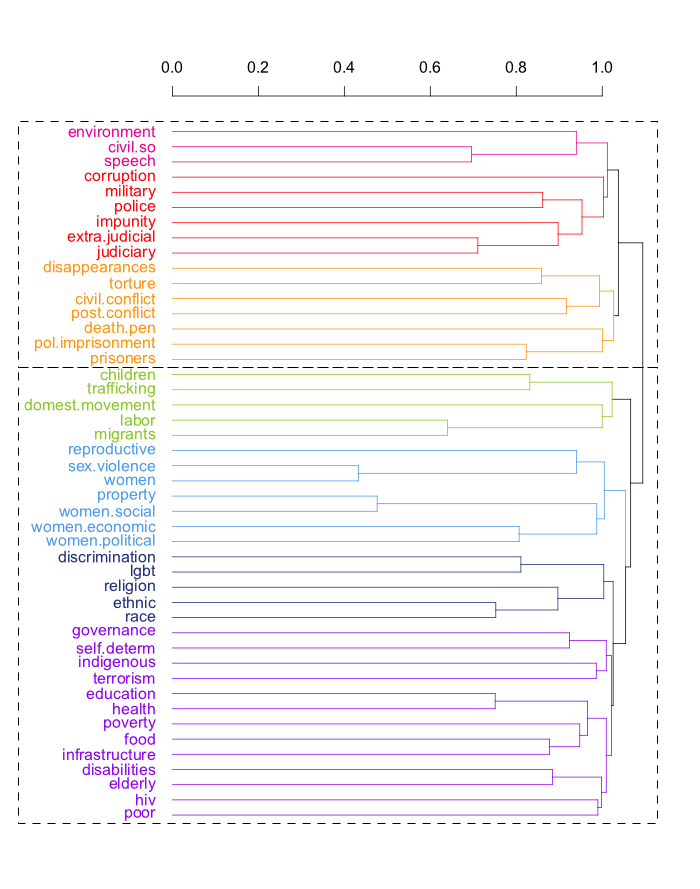 0.0 0.2 0.4 0.6 0.8 1.0
environment
civil.so
speech
corruption
military
police
impunity
extra.judicial
judiciary
disappearances
torture
civil.conflict
post.conflict
death.pen
pol.imprisonment
prisoners
children
trafficking
domest.movement
labor
migrants
reproductive
sex.violence
women
property
women.social
women.economic
women.political
discrimination
lgbt
religion
ethnic
race
governance
self.determ
indigenous
terrorism
education
health
poverty
food
infrastructure
disabilities
elderly
hiv
poor